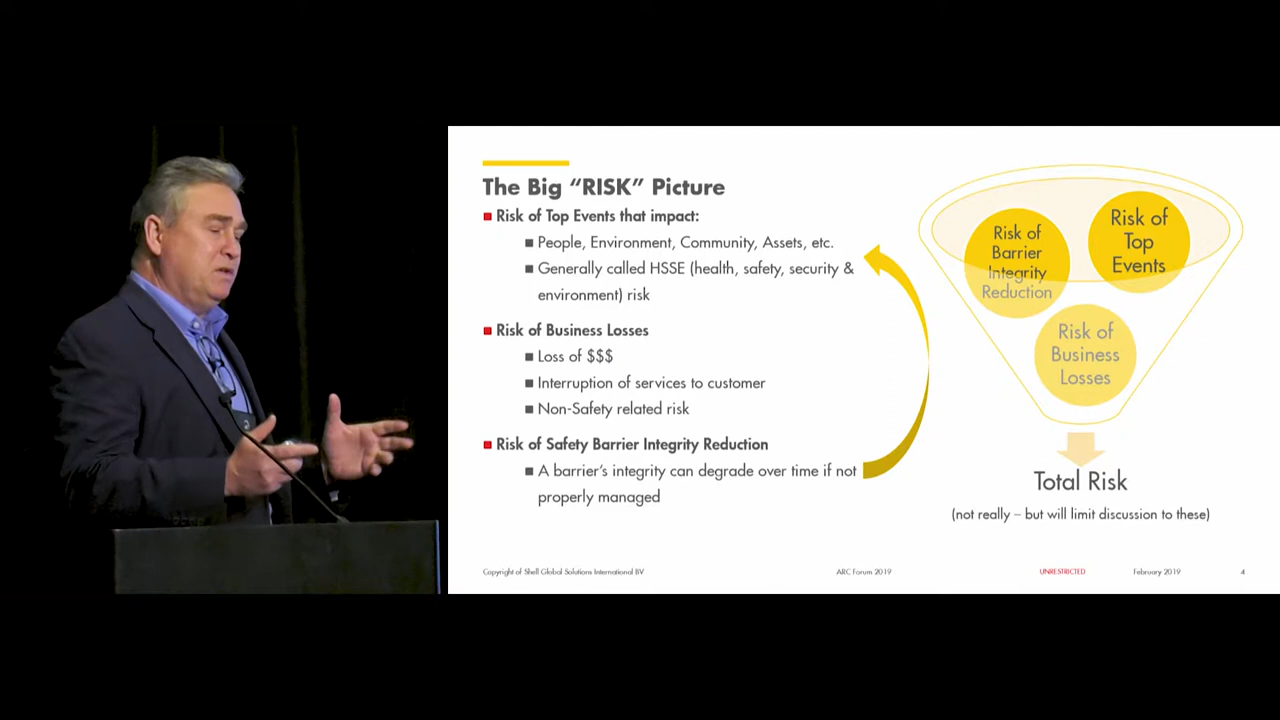 The Big “RISK” Picture
Risk of Top Events that impact:
People, Environment, Community, Assets, etc.
Generally called HSSE (health, safety, security &
environment) risk
Risk of Business Losses
Loss of $$$
Interruption of services to customer
Non-Safety related risk
Risk of Safety Barrier Integrity Reduction
A barrier’s integrity can degrade over time if not
properly managed
Risk of
Barrier
Integrity
Reduction
Risk of
Top
Events
Risk of
Business
Losses
Total Risk
(not really – but will limit discussion to these)
Copyright of Shell Global Solutions International BV
ARC Forum 2019
UNRESTRICTED
February 2019
4